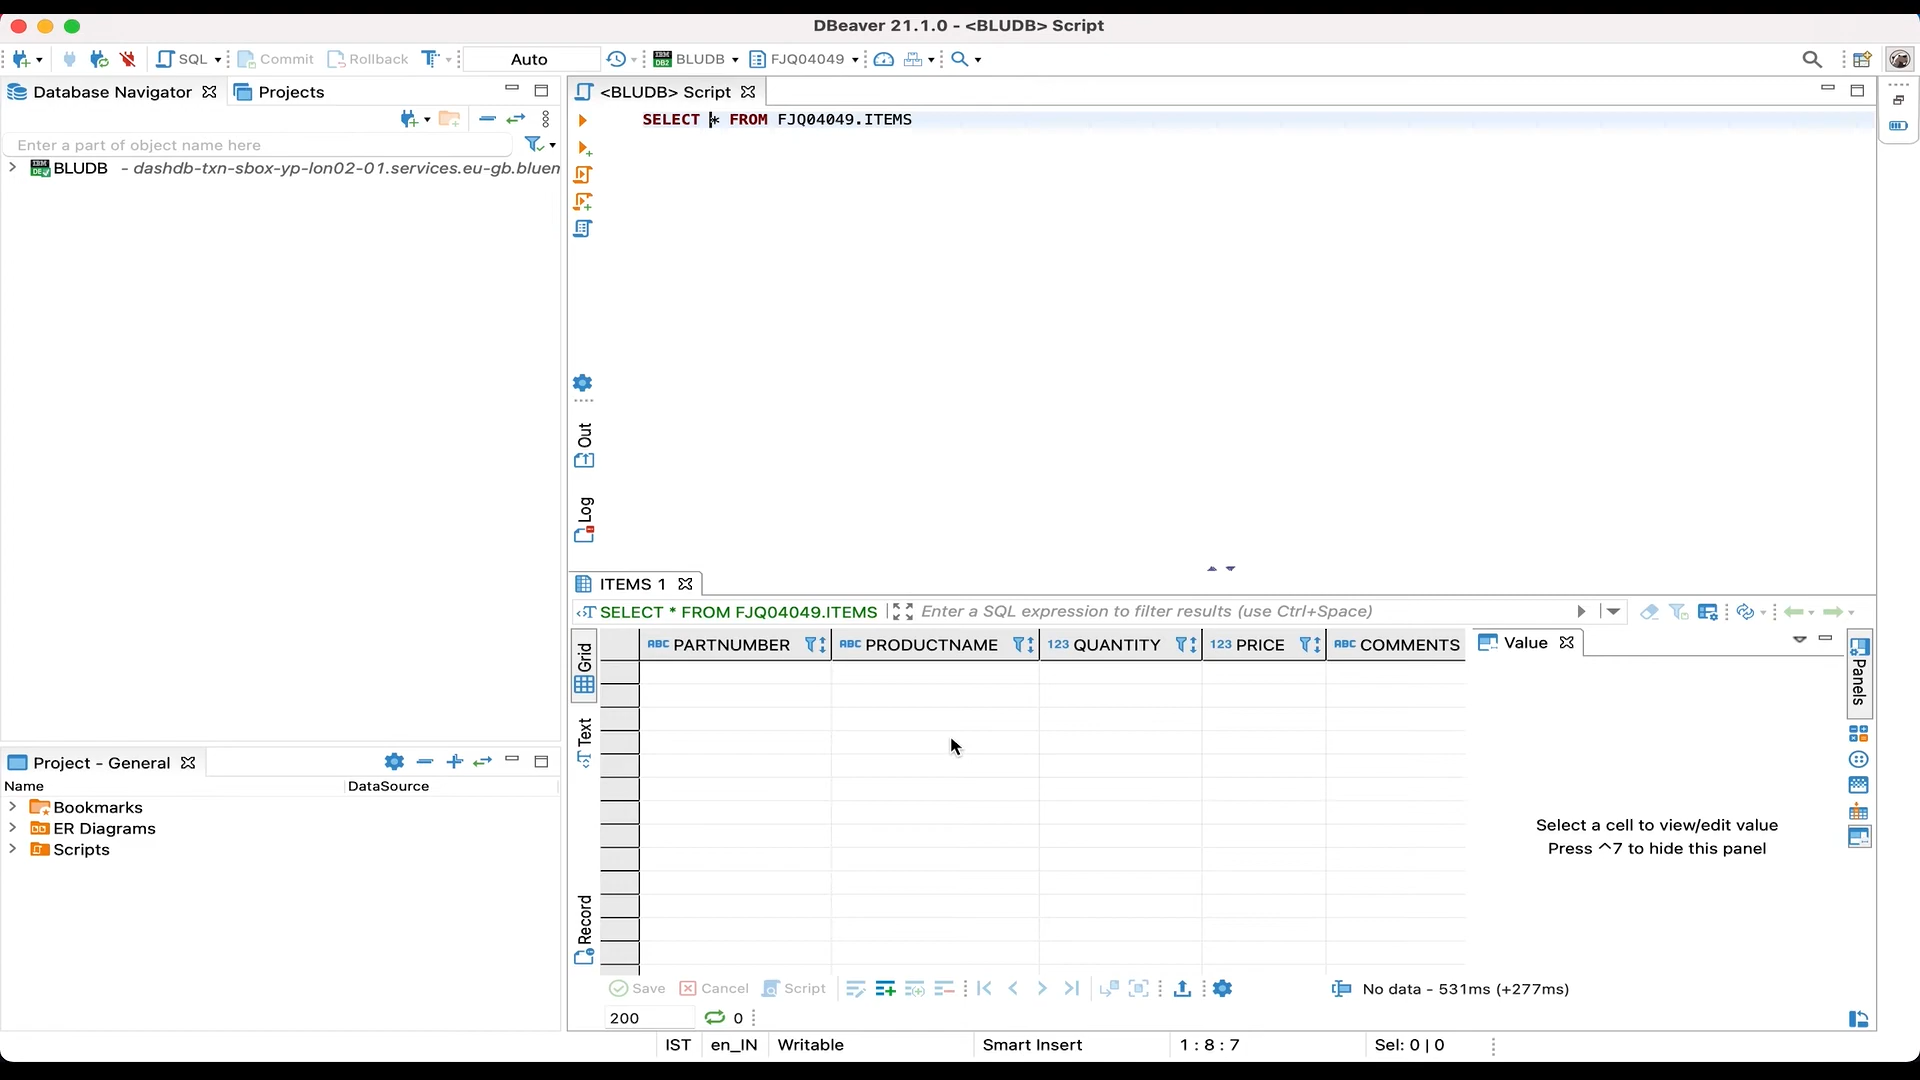 DBeaver 21.1.0 - <BLUDB> Script
SQL Commit Rollback Auto BLUDB FJQ04049
Database Navigator Projects
Enter a part of object name here
BLUDB - dashdb-txn-sbox-yp-lon02-01.services.eu-gb.bluen
Project - General
Name DataSource
Bookmarks
ER Diagrams
Scripts
<BLUDB> Script
SELECT * FROM FJQ04049.ITEMS
Out
Log
ITEMS 1
SELECT * FROM FJQ04049.ITEMS Enter a SQL expression to filter results (use Ctrl+Space)
Grid
Text
Record
ABC PARTNUMBER ABC PRODUCTNAME 123 QUANTITY 123 PRICE ABC COMMENTS
Value
Panels
Select a cell to view/edit value
Press ^7 to hide this panel
Save Cancel Script No data - 531ms (+277ms)
200 0
IST en_IN Writable Smart Insert 1 : 8 : 7 Sel: 0 | 0